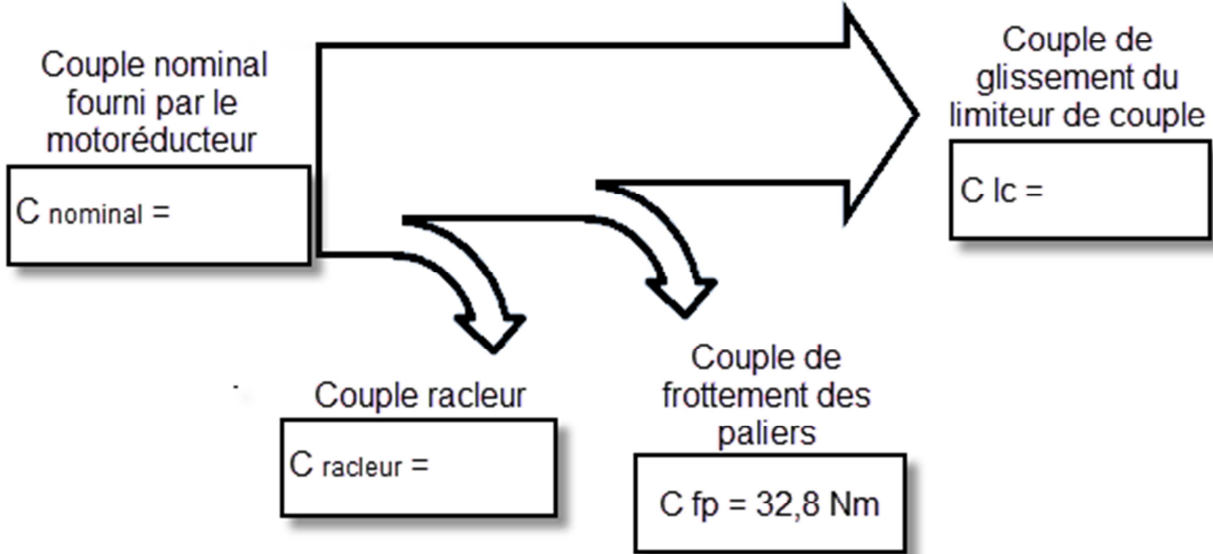 Couple nominal
fourni par le
motoréducteur
C nominal =
Couple de
glissement du
limiteur de couple
C lc =
Couple racleur
C racleur =
Couple de
frottement des
paliers
C fp = 32,8 Nm